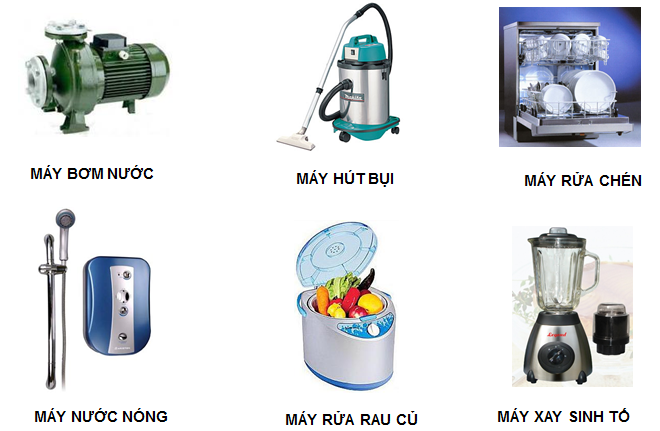 MÁY BƠM NƯỚC
MÁY HÚT BỤI
MÁY RỬA CHÉN
MÁY NƯỚC NÓNG
MÁY RỬA RAU CỦ
MÁY XAY SINH TỐ